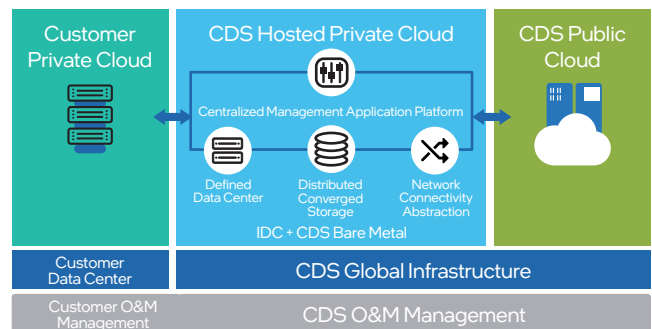 Customer
Private Cloud
CDS Hosted Private Cloud
Centralized Management Application Platform
Defined
Data Center
Distributed
Converged
Storage
Network
Connectivity
Abstraction
IDC + CDS Bare Metal
CDS Public
Cloud
Customer
Data Center
CDS Global Infrastructure
Customer O&M
Management
CDS O&M Management